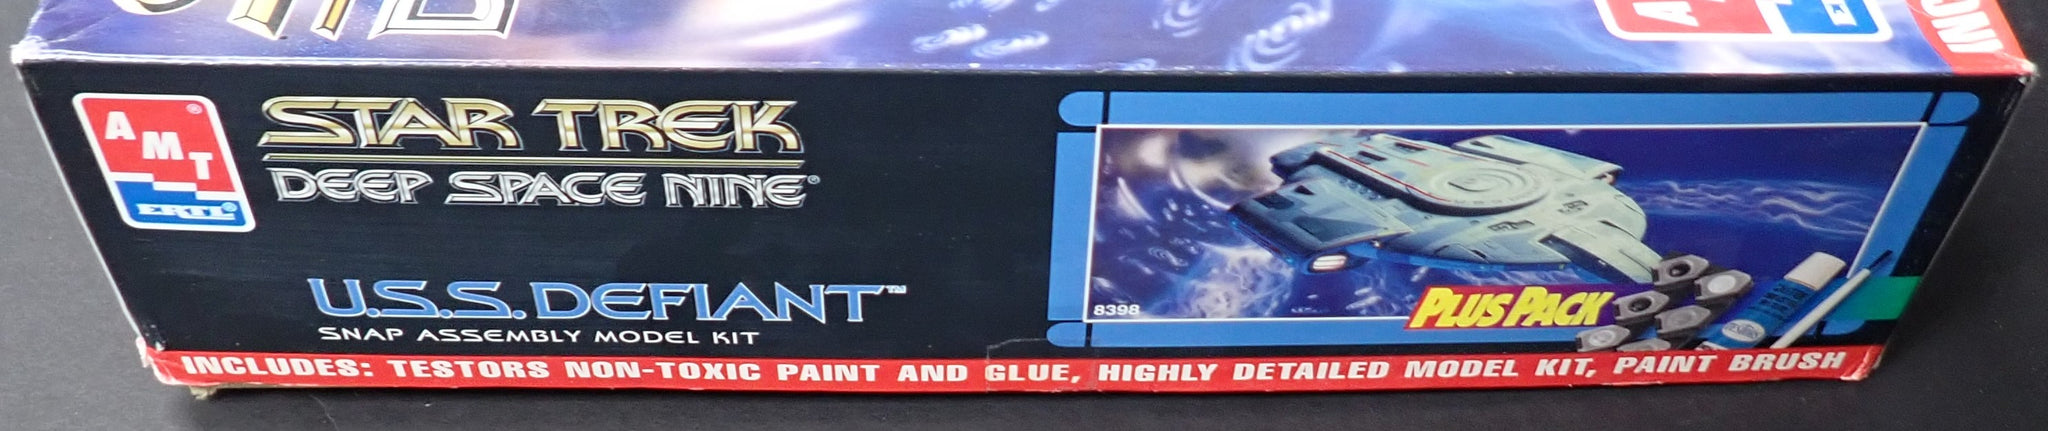 AMT®
ERTL®
STAR TREK
DEEP SPACE NINE®
U.S.S. DEFIANT™
SNAP ASSEMBLY MODEL KIT
8398
PLUS PACK
INCLUDES: TESTORS NON-TOXIC PAINT AND GLUE, HIGHLY DETAILED MODEL KIT, PAINT BRUSH